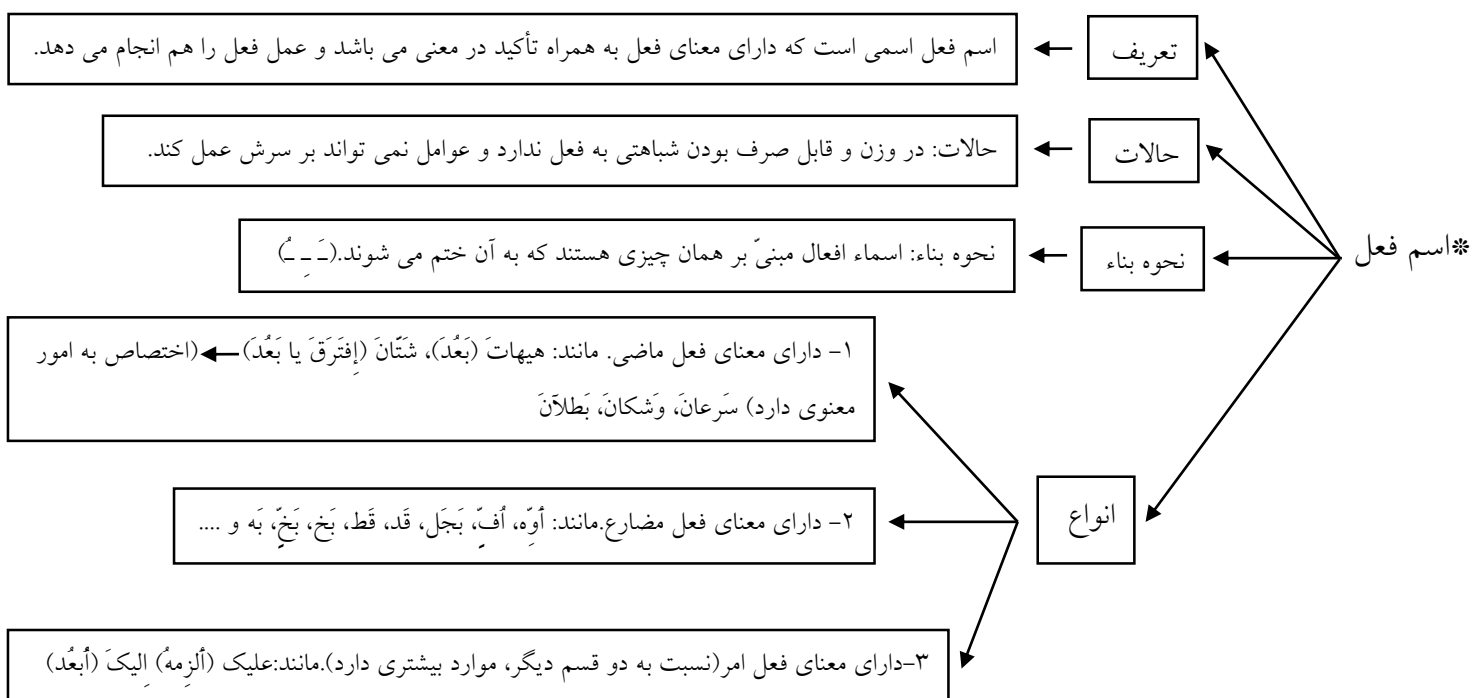 *اسم فعل
تعریف
اسم فعل اسمی است که دارای معنای فعل به همراه تأکید در معنی می باشد و عمل فعل را هم انجام می دهد.
حالات
حالات: در وزن و قابل صرف بودن شباهتی به فعل ندارد و عوامل نمی تواند بر سرش عمل کند.
نحوه بناء
نحوه بناء: اسماء افعال مبنیّ بر همان چیزی هستند که به آن ختم می شوند.(ـَ ـِ ـُ)
انواع
۱- دارای معنای فعل ماضی. مانند: هیهاتَ (بَعُدَ)، شَتّانَ (إفتَرَقَ یا بَعُدَ) (اختصاص به امور
معنوی دارد) سَرعانَ، وَشکانَ، بَطلآنَ
۲- دارای معنای فعل مضارع.مانند: أوِّه، اُفٍّ، بَجَل، قَد، قَط، بَخ، بَخٍّ، بَه و ....
۳-دارای معنای فعل امر(نسبت به دو قسم دیگر، موارد بیشتری دارد).مانند:علیک (ألزِمهُ) اِلیکَ (أبعُد)